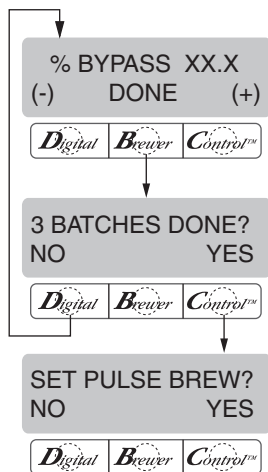 % BYPASS XX.X
(-) DONE (+)
Digital Brewer Control™
3 BATCHES DONE?
NO YES
Digital Brewer Control™
SET PULSE BREW?
NO YES
Digital Brewer Control™